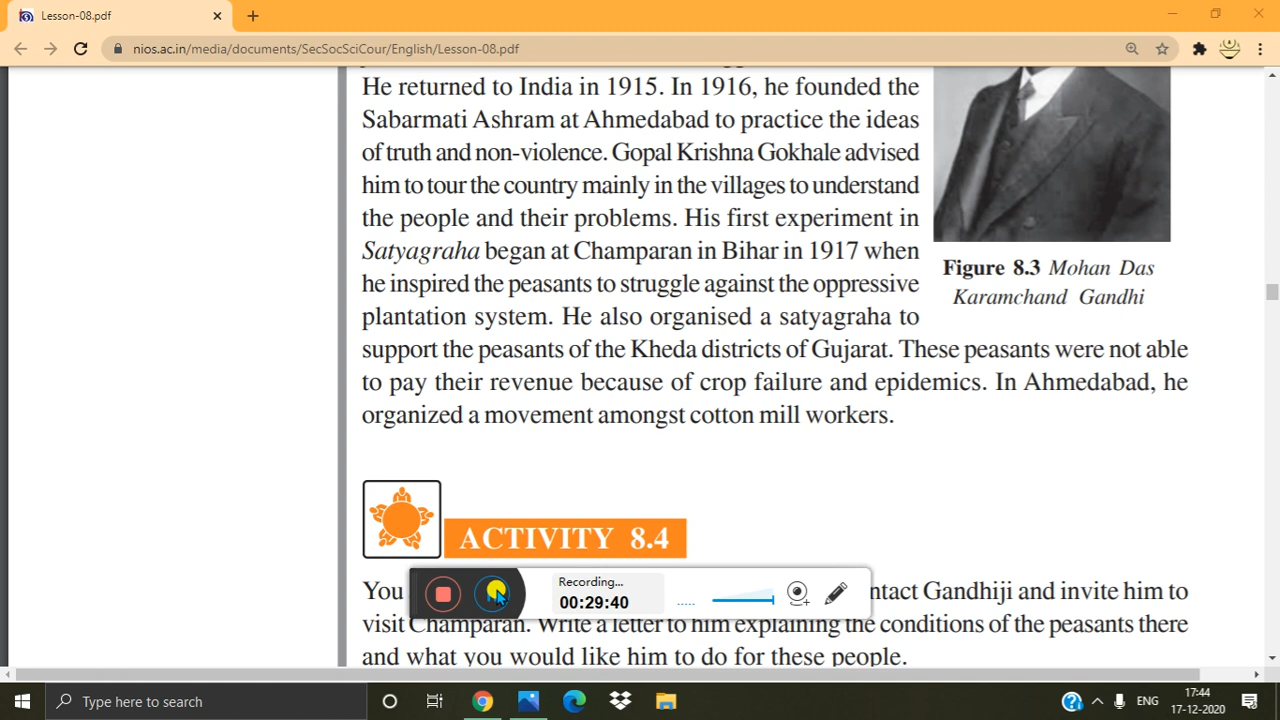 Lesson-08.pdf
nios.ac.in/media/documents/SecSocSciCour/English/Lesson-08.pdf
He returned to India in 1915. In 1916, he founded the
Sabarmati Ashram at Ahmedabad to practice the ideas
of truth and non-violence. Gopal Krishna Gokhale advised
him to tour the country mainly in the villages to understand
the people and their problems. His first experiment in
Satyagraha began at Champaran in Bihar in 1917 when
he inspired the peasants to struggle against the oppressive
plantation system. He also organised a satyagraha to
support the peasants of the Kheda districts of Gujarat. These peasants were not able
to pay their revenue because of crop failure and epidemics. In Ahmedabad, he
organized a movement amongst cotton mill workers.
Figure 8.3 Mohan Das
Karamchand Gandhi
ACTIVITY 8.4
Recording...
00:29:40
You ntact Gandhiji and invite him to
visit Champaran. Write a letter to him explaining the conditions of the peasants there
and what you would like him to do for these people.
Type here to search
ENG
17:44
17-12-2020